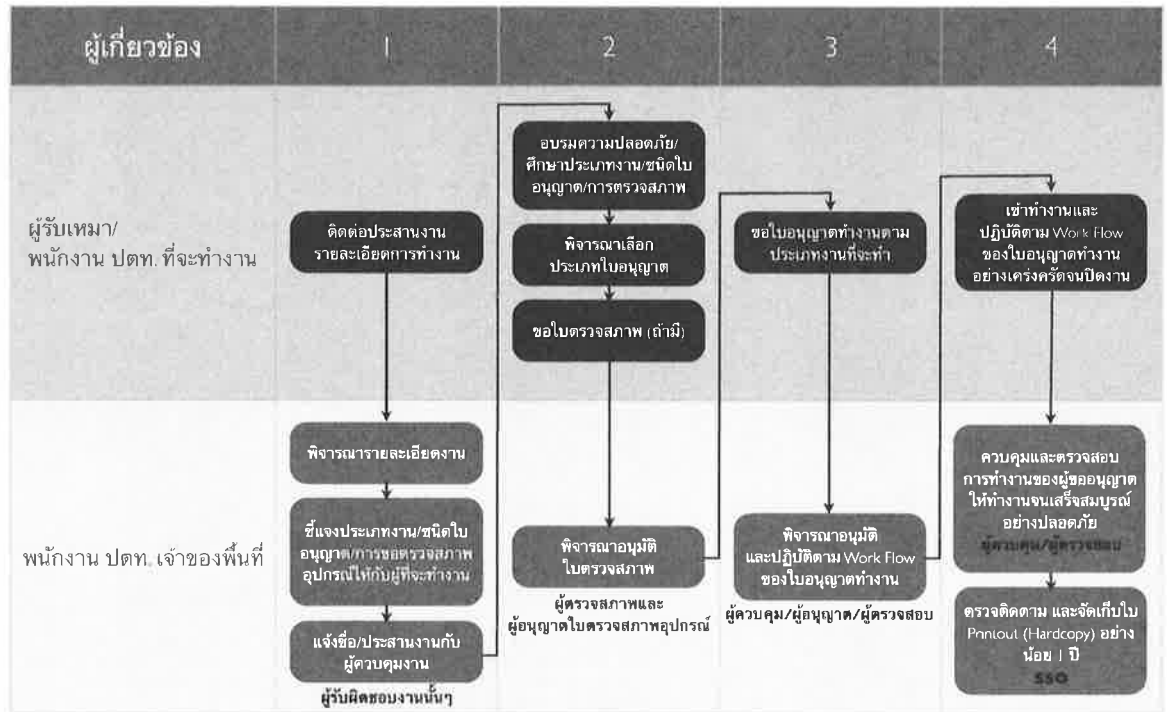 ผู้เกี่ยวข้อง
1
2
3
4
ผู้รับเหมา/
พนักงาน ปตท. ที่จะทำงาน
ติดต่อประสานงาน
รายละเอียดการทำงาน
อบรมความปลอดภัย/
ศึกษาประเภทงาน/ชนิดใบ
อนุญาต/การตรวจสภาพ
พิจารณาเลือก
ประเภทใบอนุญาต
ขอใบตรวจสภาพ (ถ้ามี)
ขอใบอนุญาตทำงานตาม
ประเภทงานที่จะทำ
เข้าทำงานและ
ปฏิบัติตาม Work Flow
ของใบอนุญาตทำงาน
อย่างเคร่งครัดจนปิดงาน
พนักงาน ปตท. เจ้าของพื้นที่
พิจารณารายละเอียดงาน
ชี้แจงประเภทงาน/ชนิดใบ
อนุญาต/การขอตรวจสภาพ
อุปกรณ์ให้กับผู้ที่จะทำงาน
แจ้งชื่อ/ประสานงานกับ
ผู้ควบคุมงาน
ผู้รับผิดชอบงานนั้นๆ
พิจารณาอนุมัติ
ใบตรวจสภาพ
ผู้ตรวจสภาพและ
ผู้อนุญาตใบตรวจสภาพอุปกรณ์
พิจารณาอนุมัติ
และปฏิบัติตาม Work Flow
ของใบอนุญาตทำงาน
ผู้ควบคุม/ผู้อนุญาต/ผู้ตรวจสอบ
ควบคุมและตรวจสอบ
การทำงานของผู้ขออนุญาต
ให้ทำงานจนเสร็จสมบูรณ์
อย่างปลอดภัย
ผู้ควบคุม/ผู้ตรวจสอบ
ตรวจติดตาม และจัดเก็บใบ
Printout (Hardcopy) อย่าง
น้อย 1 ปี
SSO